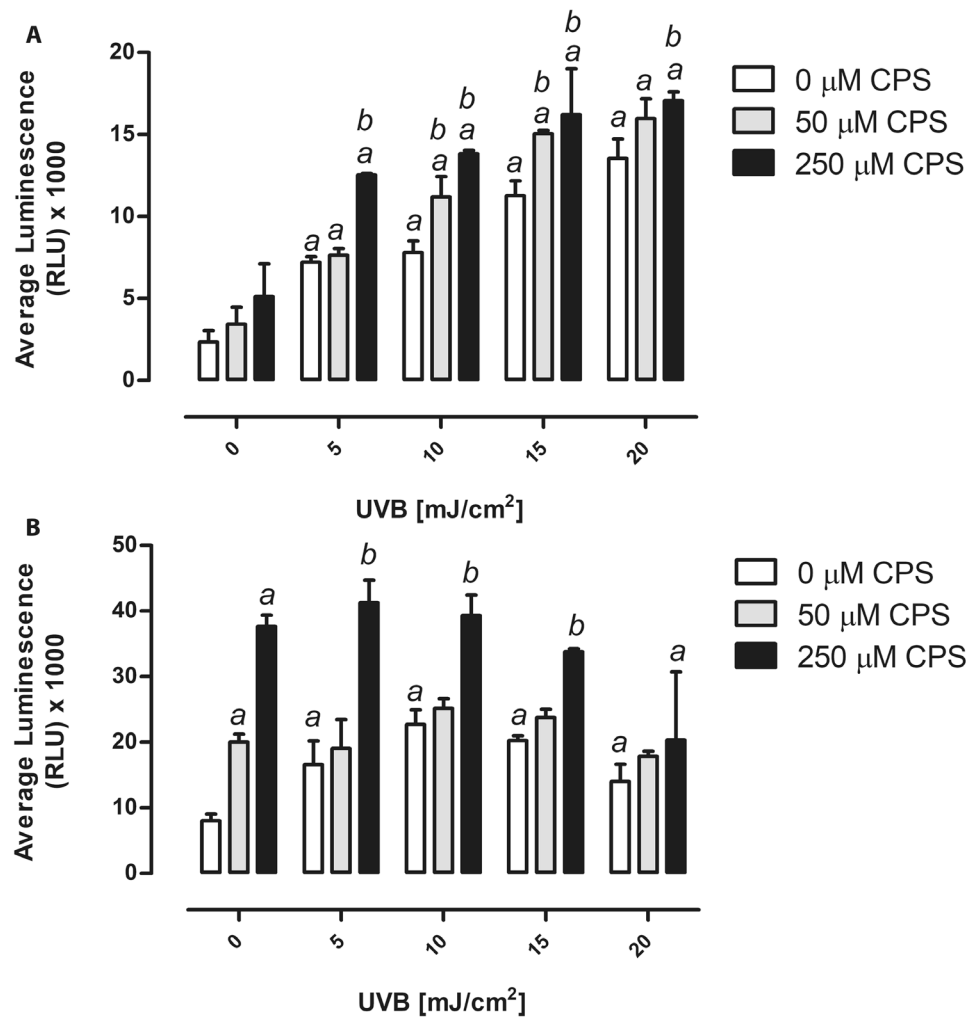 A
20
15
10
5
0
Average Luminescence
(RLU) x 1000
a a a b
a a b a b
a a b a b
a a a b
0 5 10 15 20
UVB [mJ/cm²]
0 μM CPS
50 μM CPS
250 μM CPS
B
50
40
30
20
10
0
Average Luminescence
(RLU) x 1000
a a
a b
a b
a b
a a
0 5 10 15 20
UVB [mJ/cm²]
0 μM CPS
50 μM CPS
250 μM CPS